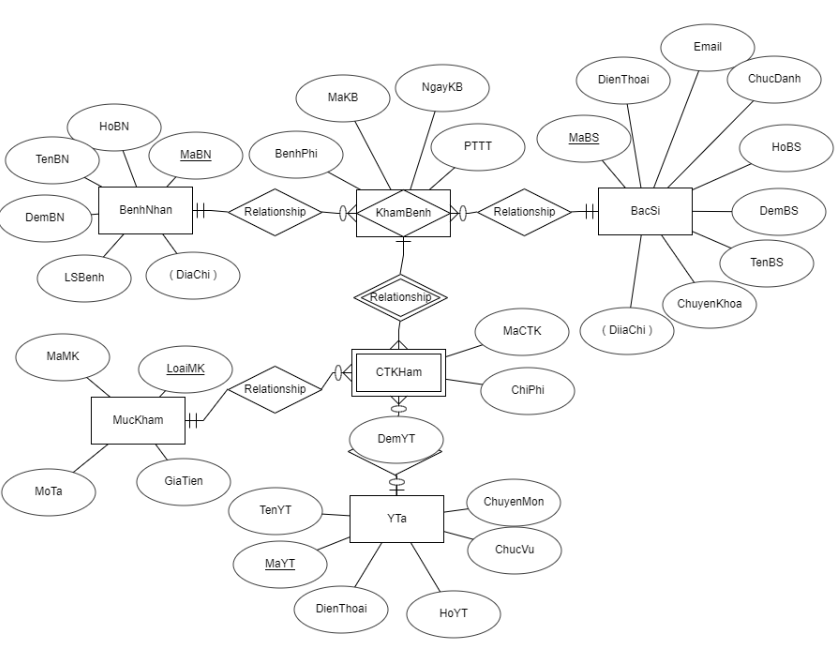 Email
DienThoai
ChucDanh
NgayKB
MaKB
HoBN
MaBS
HoBS
TenBN
MaBN
BenhPhi
PTTT
DemBN
BenhNhan
Relationship
KhamBenh
Relationship
BacSi
DemBS
TenBS
LSBenh
( DiaChi )
Relationship
ChuyenKhoa
( DiiaChi )
MaCTK
MaMK
LoaiMK
Relationship
CTKHam
ChiPhi
MucKham
DemYT
MoTa
GiaTien
TenYT
YTa
ChuyenMon
ChucVu
MaYT
DienThoai
HoYT